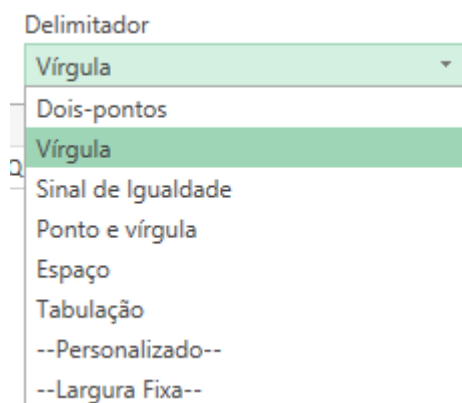 Delimitador
Vírgula
Dois-pontos
Vírgula
Sinal de Igualdade
Ponto e vírgula
Espaço
Tabulação
--Personalizado--
--Largura Fixa--